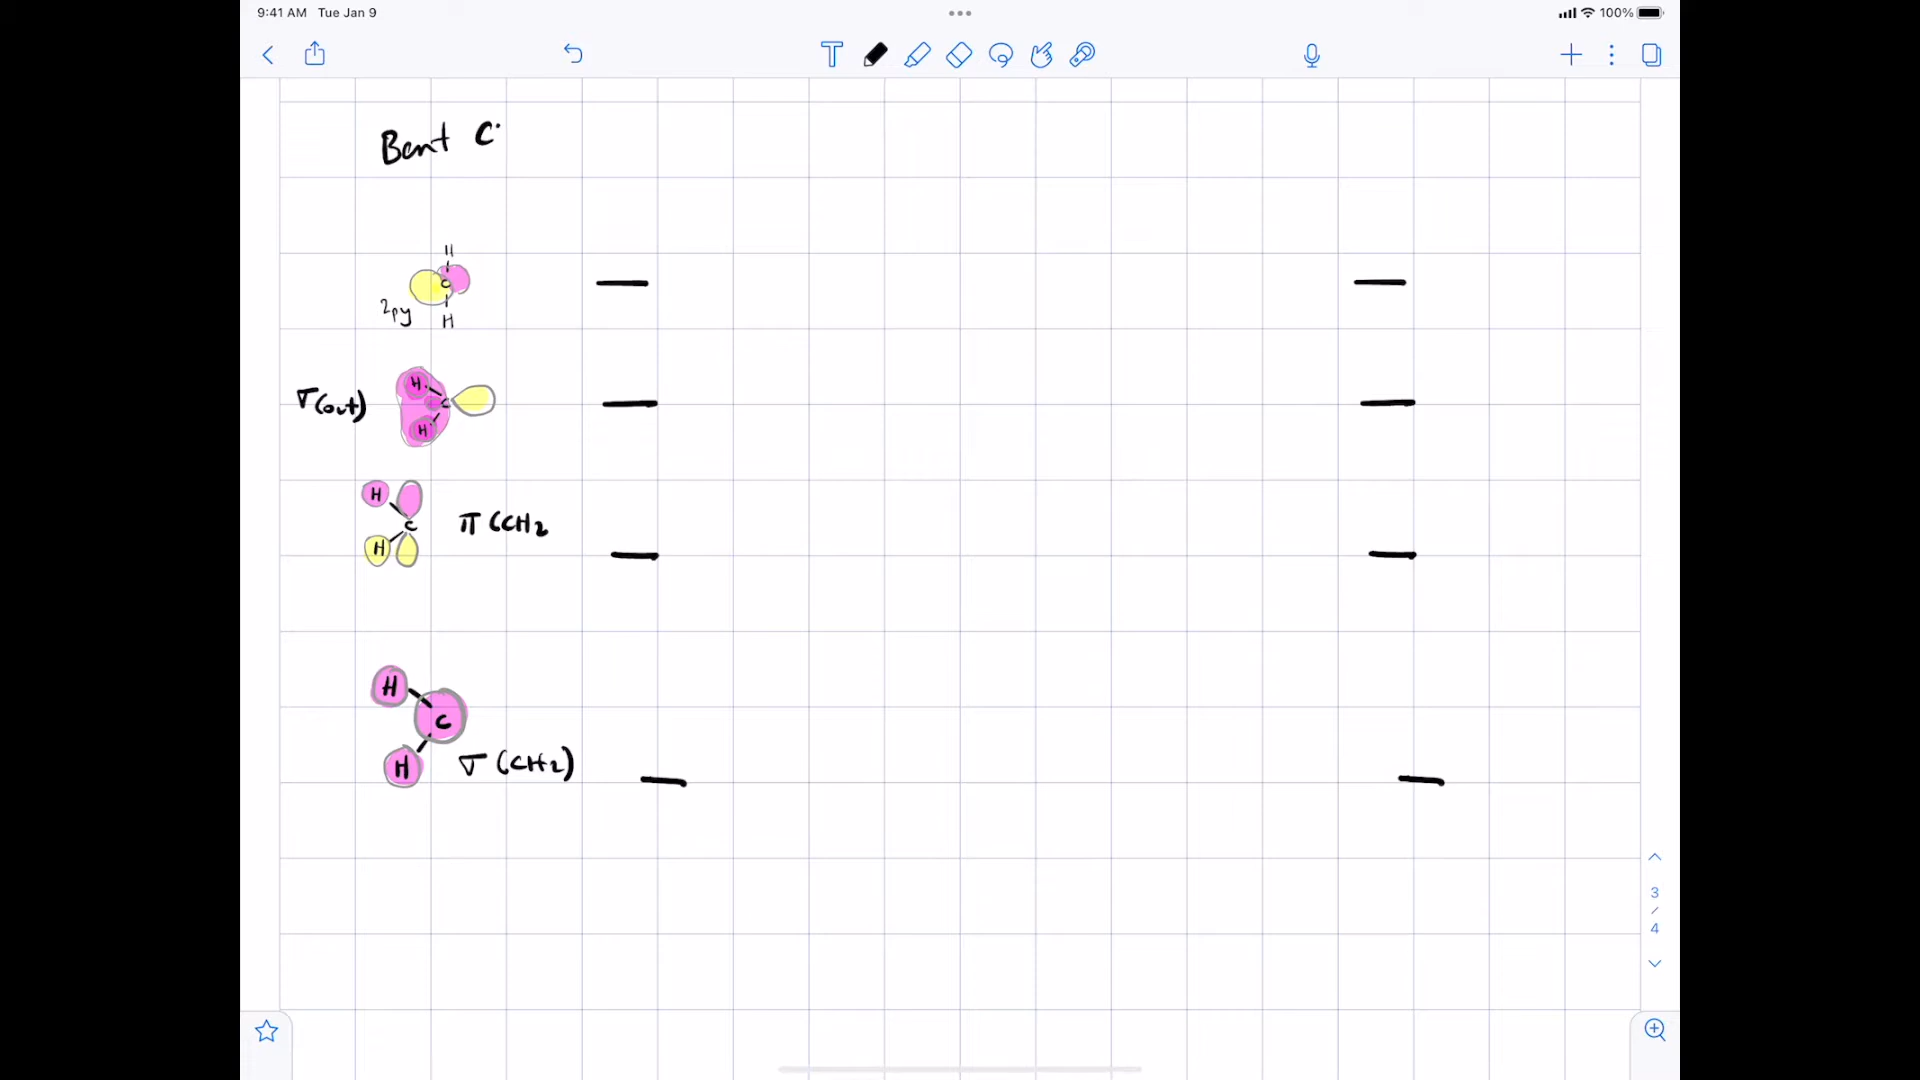 9:41 AM Tue Jan 9
100%
T
Bent C
H
C
2py H
H
σ(out) C
H
H
C π(CH2
H
H
C
H σ(CH2)
3
/
4